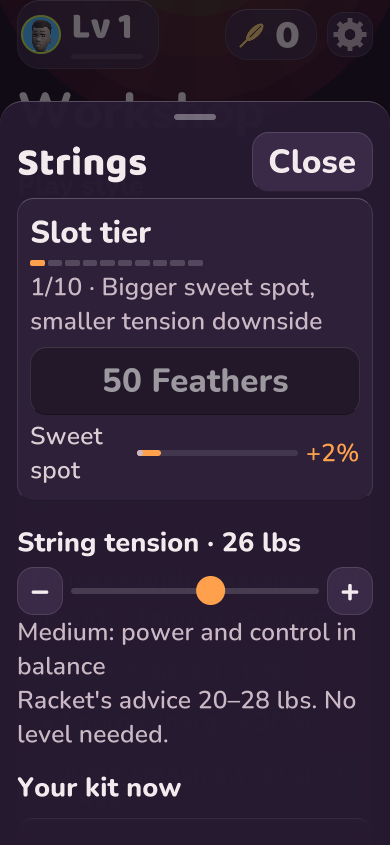 Lv 1
0
Workshop
Strings
Close
Slot tier
1/10 · Bigger sweet spot,
smaller tension downside
50 Feathers
Sweet
spot
+2%
String tension · 26 lbs
−
+
Medium: power and control in
balance
Racket's advice 20–28 lbs. No
level needed.
Your kit now